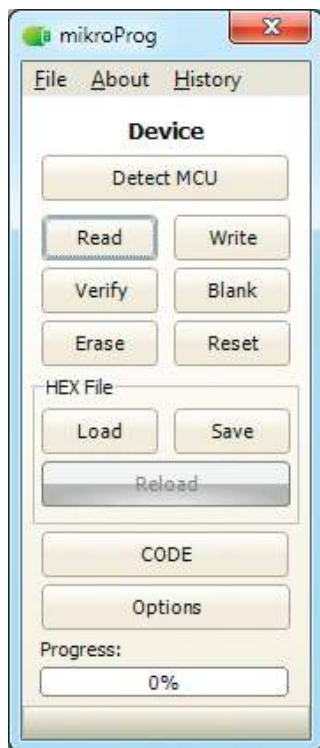 mikroProg
File About History
Device
Detect MCU
Read Write
Verify Blank
Erase Reset
HEX File
Load Save
Reload
CODE
Options
Progress:
0%